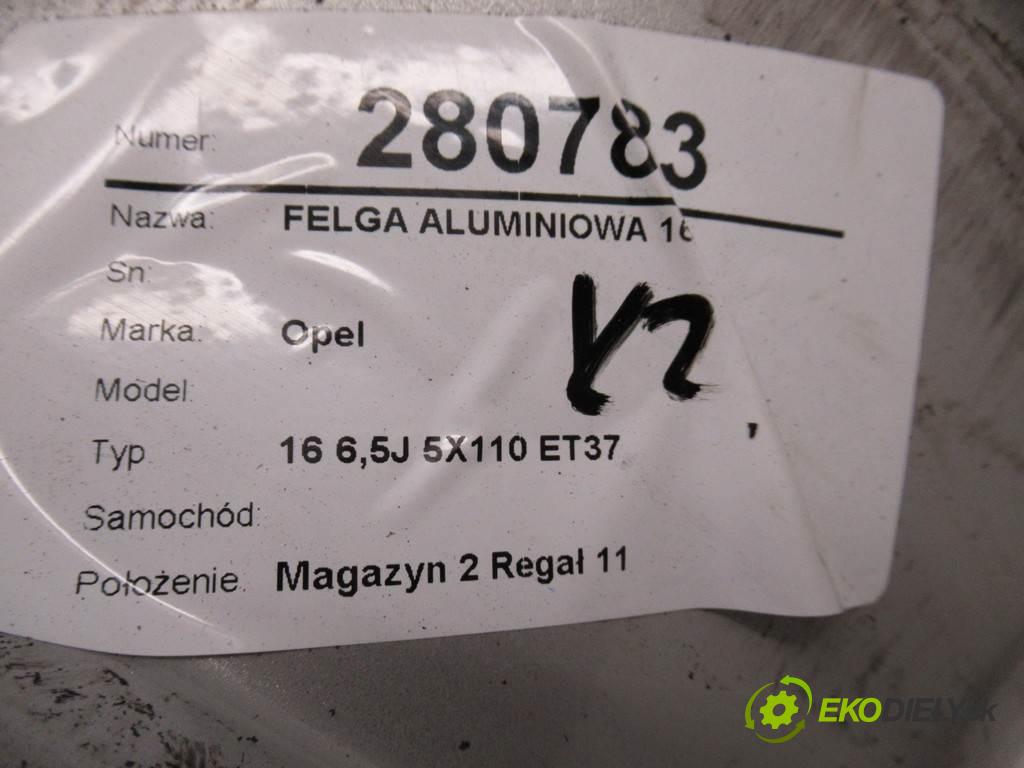 Numer: 280783
Nazwa: FELGA ALUMINIOWA 16
Sn:
Marka: Opel
Model:
Typ 16 6,5J 5X110 ET37
Samochód:
Położenie: Magazyn 2 Regał 11
EKODIELY.sk